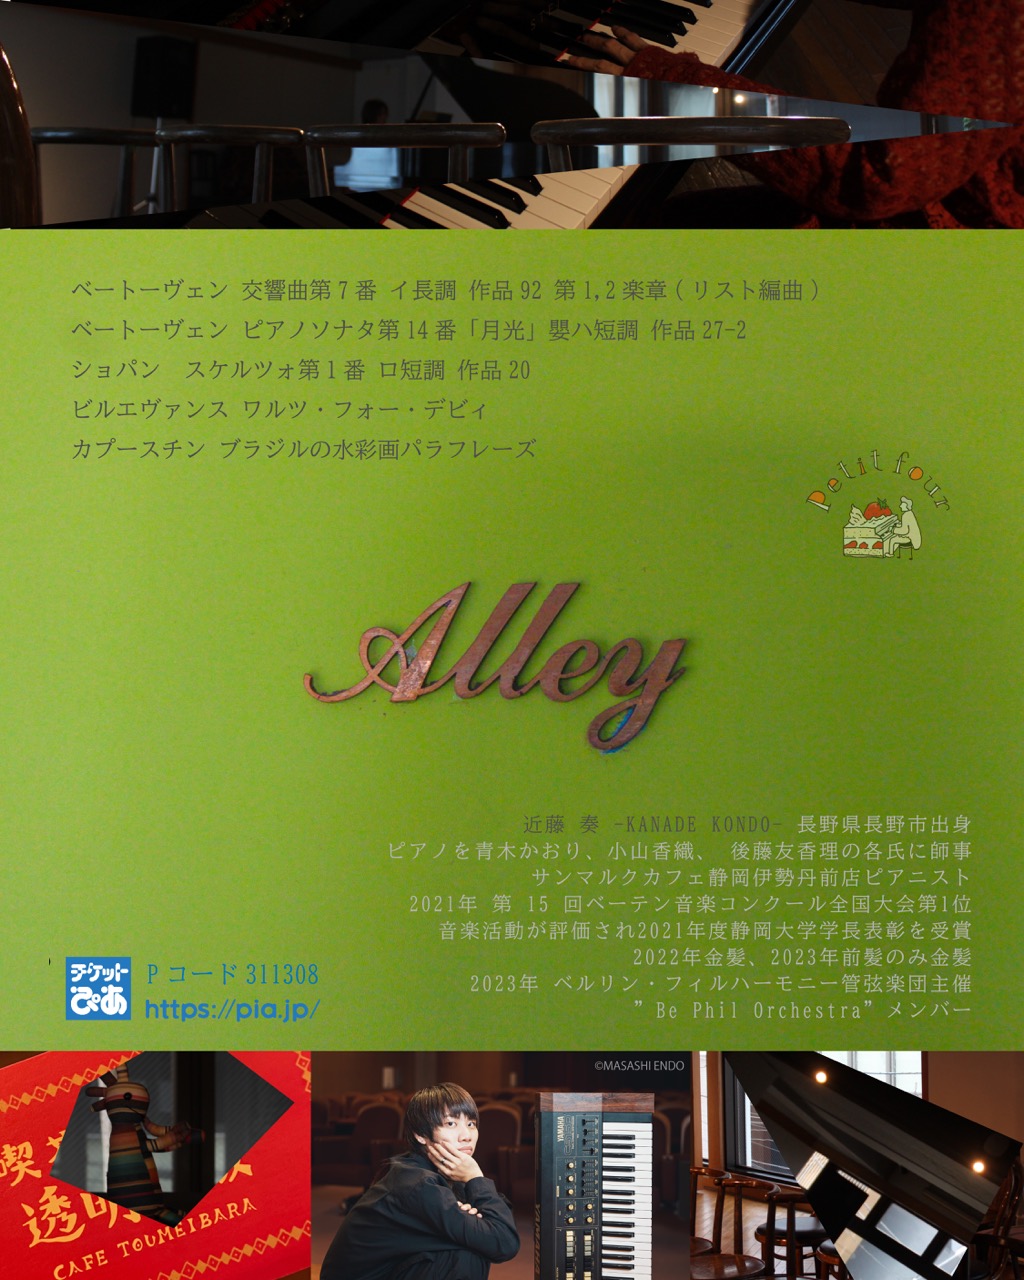 ベートーヴェン 交響曲第7番 イ長調 作品92 第1,2楽章(リスト編曲)
ベートーヴェン ピアノソナタ第14番「月光」嬰ハ短調 作品27-2
ショパン　スケルツォ第1番 ロ短調 作品20
ビルエヴァンス ワルツ・フォー・デビィ
カプースチン ブラジルの水彩画パラフレーズ
Petit four
Alley
近藤 奏 -KANADE KONDO- 長野県長野市出身
ピアノを青木かおり、小山香織、 後藤友香理の各氏に師事
サンマルクカフェ静岡伊勢丹前店ピアニスト
2021年 第 15 回ベーテン音楽コンクール全国大会第1位
音楽活動が評価され2021年度静岡大学学長表彰を受賞
2022年金髪、2023年前髪のみ金髪
2023年 ベルリン・フィルハーモニー管弦楽団主催
”Be Phil Orchestra”メンバー
チケットぴあ
Pコード311308
https://pia.jp/
©MASASHI ENDO
YAMAHA
喫
透明
CAFE TOUMEIBARA